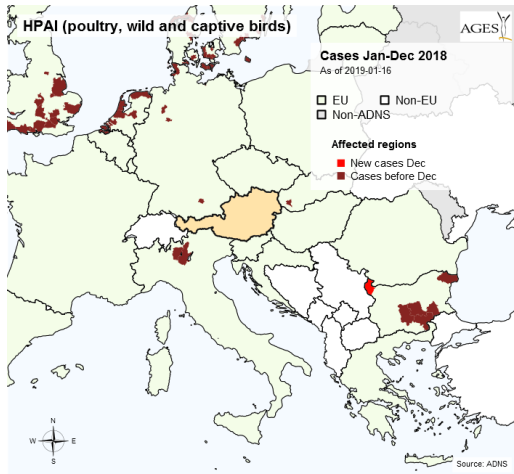 HPAI (poultry, wild and captive birds)
AGES
Cases Jan-Dec 2018
As of 2019-01-16
EU
Non-EU
Non-ADNS
Affected regions
New cases Dec
Cases before Dec
N
W E
S
Source: ADNS